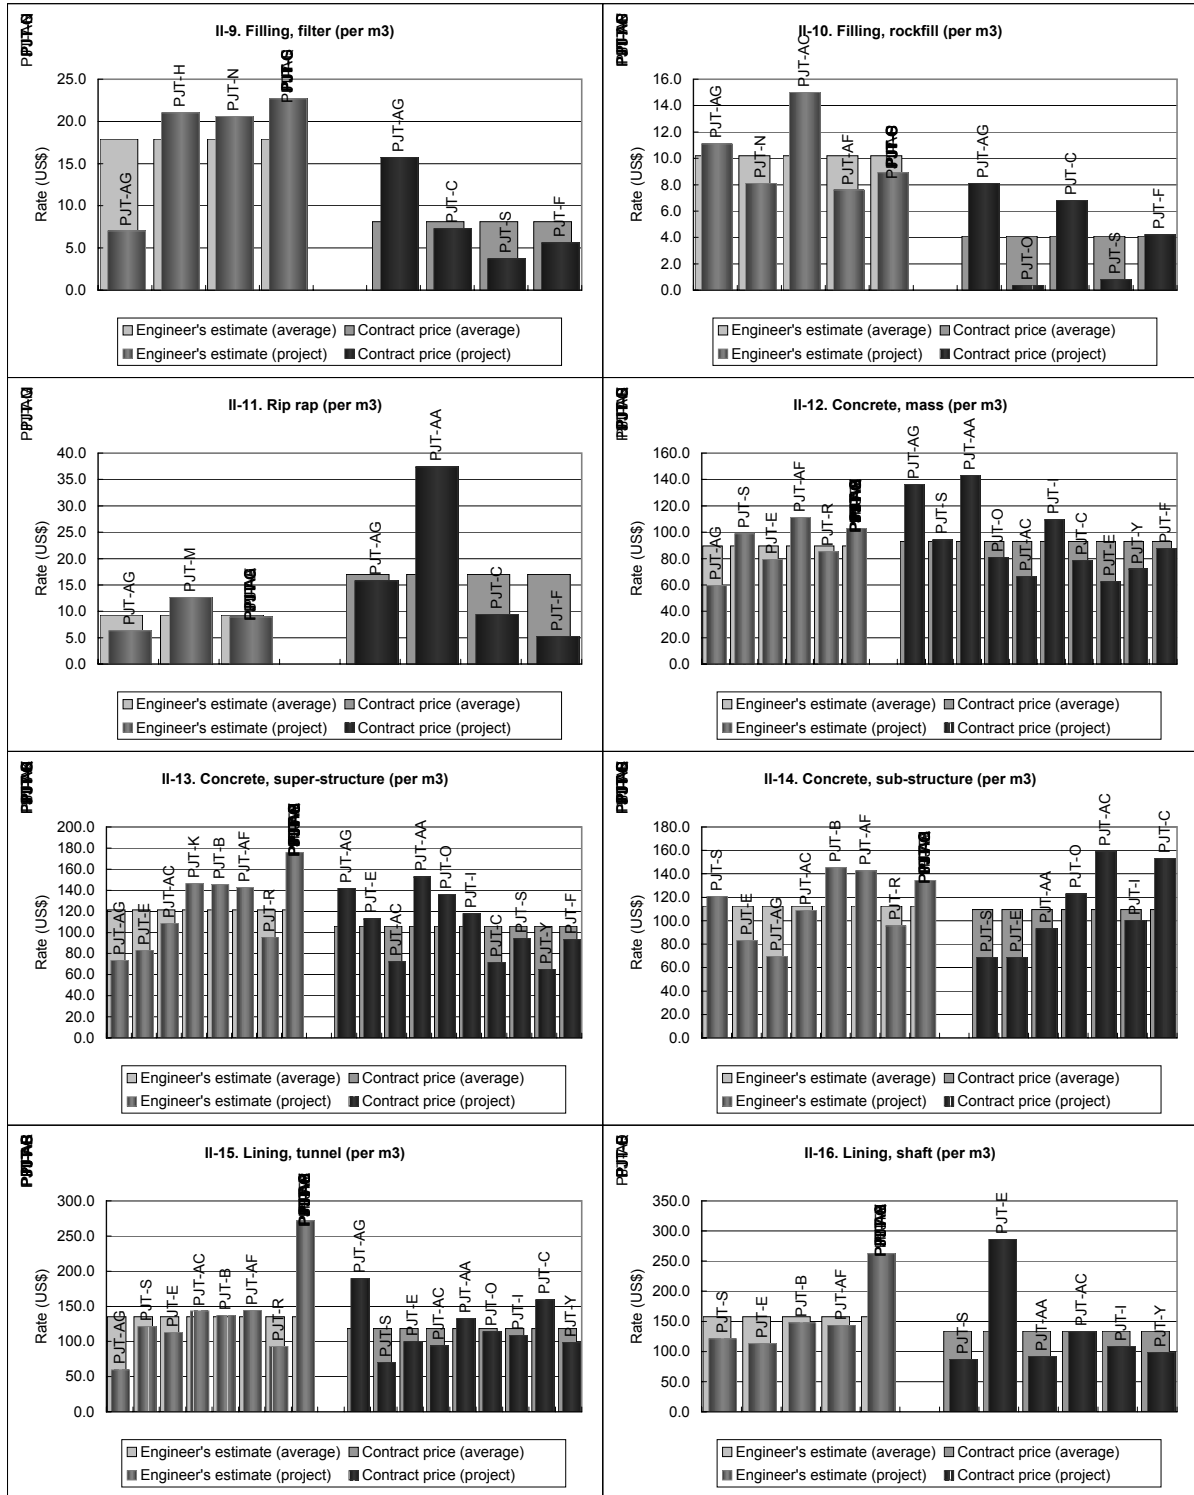 II-9. Filling, filter (per m3)
Rate (US$)
25.0
20.0
15.0
10.0
5.0
0.0
PJT-AG
PJT-H
PJT-N
PJT-AG
PJT-C
PJT-S
PJT-F
Engineer's estimate (average)
Contract price (average)
Engineer's estimate (project)
Contract price (project)
II-10. Filling, rockfill (per m3)
Rate (US$)
16.0
14.0
12.0
10.0
8.0
6.0
4.0
2.0
0.0
PJT-AG
PJT-N
PJT-AC
PJT-AF
PJT-AG
PJT-O
PJT-C
PJT-S
PJT-F
Engineer's estimate (average)
Contract price (average)
Engineer's estimate (project)
Contract price (project)
II-11. Rip rap (per m3)
Rate (US$)
40.0
35.0
30.0
25.0
20.0
15.0
10.0
5.0
0.0
PJT-AG
PJT-M
PJT-AG
PJT-AA
PJT-C
PJT-F
Engineer's estimate (average)
Contract price (average)
Engineer's estimate (project)
Contract price (project)
II-12. Concrete, mass (per m3)
Rate (US$)
160.0
140.0
120.0
100.0
80.0
60.0
40.0
20.0
0.0
PJT-AG
PJT-S
PJT-E
PJT-AF
PJT-R
PJT-AG
PJT-S
PJT-AA
PJT-O
PJT-AC
PJT-I
PJT-C
PJT-E
PJT-Y
PJT-F
Engineer's estimate (average)
Contract price (average)
Engineer's estimate (project)
Contract price (project)
II-13. Concrete, super-structure (per m3)
Rate (US$)
200.0
180.0
160.0
140.0
120.0
100.0
80.0
60.0
40.0
20.0
0.0
PJT-AG
PJT-E
PJT-AC
PJT-K
PJT-B
PJT-AF
PJT-R
PJT-AG
PJT-E
PJT-AC
PJT-AA
PJT-O
PJT-I
PJT-C
PJT-S
PJT-Y
PJT-F
Engineer's estimate (average)
Contract price (average)
Engineer's estimate (project)
Contract price (project)
II-14. Concrete, sub-structure (per m3)
Rate (US$)
180.0
160.0
140.0
120.0
100.0
80.0
60.0
40.0
20.0
0.0
PJT-S
PJT-E
PJT-AG
PJT-AC
PJT-B
PJT-AF
PJT-R
PJT-S
PJT-E
PJT-AA
PJT-O
PJT-AC
PJT-I
PJT-C
Engineer's estimate (average)
Contract price (average)
Engineer's estimate (project)
Contract price (project)
II-15. Lining, tunnel (per m3)
Rate (US$)
300.0
250.0
200.0
150.0
100.0
50.0
0.0
PJT-AG
PJT-S
PJT-E
PJT-AC
PJT-B
PJT-AF
PJT-R
PJT-AG
PJT-S
PJT-E
PJT-AC
PJT-AA
PJT-O
PJT-I
PJT-C
PJT-Y
Engineer's estimate (average)
Contract price (average)
Engineer's estimate (project)
Contract price (project)
II-16. Lining, shaft (per m3)
Rate (US$)
350.0
300.0
250.0
200.0
150.0
100.0
50.0
0.0
PJT-S
PJT-E
PJT-B
PJT-AF
PJT-S
PJT-E
PJT-AA
PJT-AC
PJT-I
PJT-Y
Engineer's estimate (average)
Contract price (average)
Engineer's estimate (project)
Contract price (project)